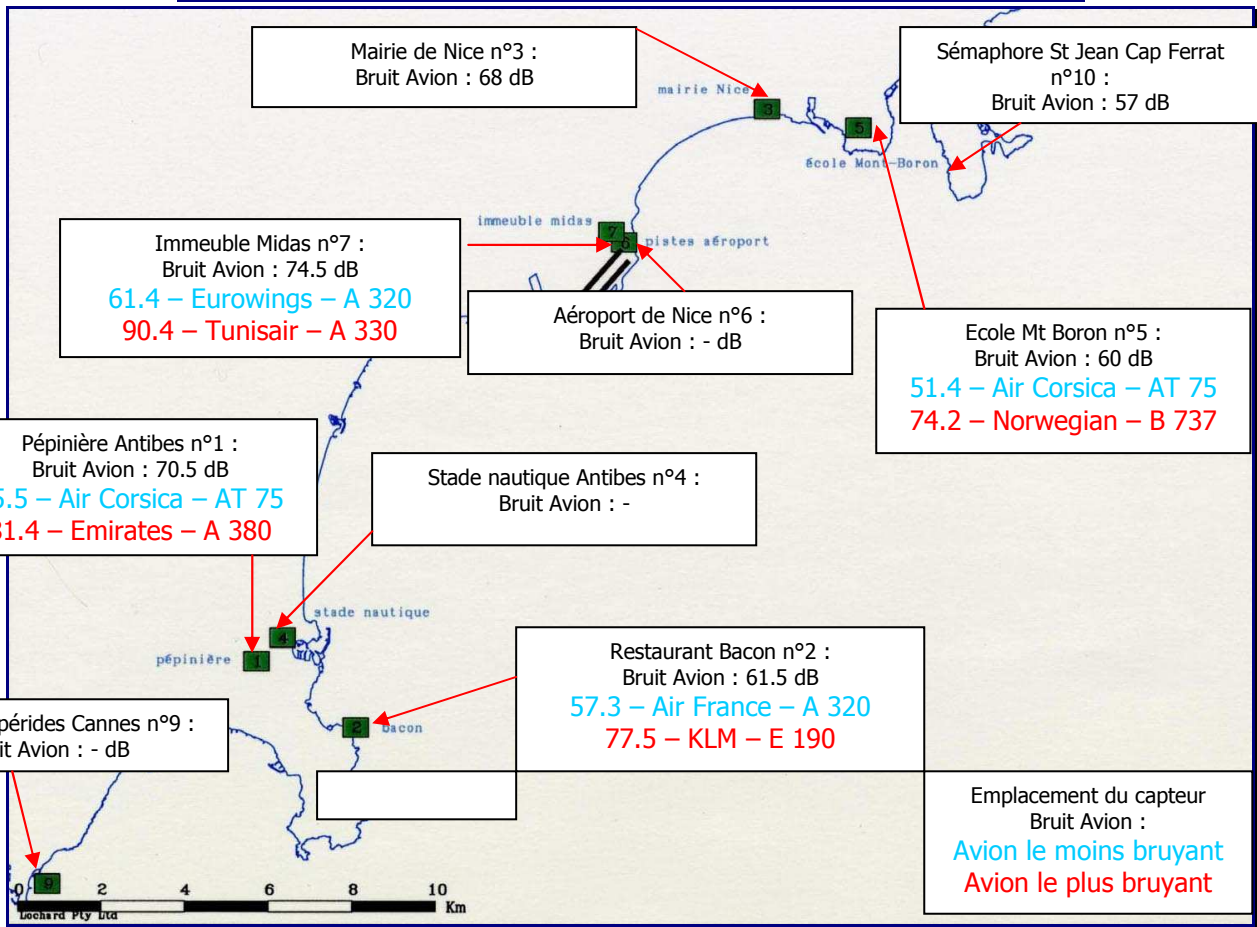 Mairie de Nice n°3 :
Bruit Avion : 68 dB
Sémaphore St Jean Cap Ferrat
n°10 :
Bruit Avion : 57 dB
mairie Nice
3
5
école Mont-Boron
immeuble midas
7
6
pistes aéroport
Immeuble Midas n°7 :
Bruit Avion : 74.5 dB
61.4 – Eurowings – A 320
90.4 – Tunisair – A 330
Aéroport de Nice n°6 :
Bruit Avion : - dB
Ecole Mt Boron n°5 :
Bruit Avion : 60 dB
51.4 – Air Corsica – AT 75
74.2 – Norwegian – B 737
Pépinière Antibes n°1 :
Bruit Avion : 70.5 dB
5.5 – Air Corsica – AT 75
31.4 – Emirates – A 380
Stade nautique Antibes n°4 :
Bruit Avion : -
stade nautique
4
pépinière
1
Restaurant Bacon n°2 :
Bruit Avion : 61.5 dB
57.3 – Air France – A 320
77.5 – KLM – E 190
2
bacon
pérides Cannes n°9 :
it Avion : - dB
Emplacement du capteur
Bruit Avion :
Avion le moins bruyant
Avion le plus bruyant
9
0 2 4 6 8 10
Km
Lochard Pty Ltd